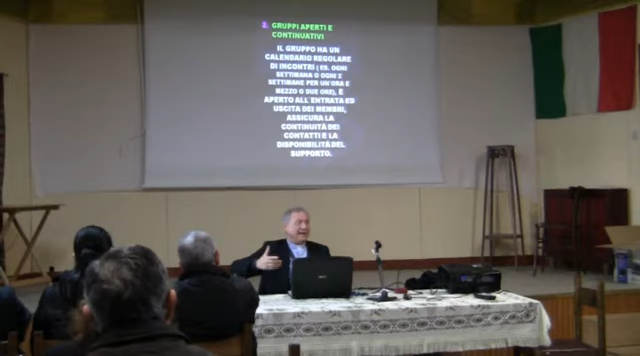 2. GRUPPI APERTI E
CONTINUATIVI
IL GRUPPO HA UN
CALENDARIO REGOLARE
DI INCONTRI ( ES. OGNI
SETTIMANA O OGNI 2
SETTIMANE PER UN'ORA E
MEZZO O DUE ORE), È
APERTO ALL'ENTRATA ED
USCITA DEI MEMBRI,
ASSICURA LA
CONTINUITÀ DEI
CONTATTI E LA
DISPONIBILITÀ DEL
SUPPORTO.